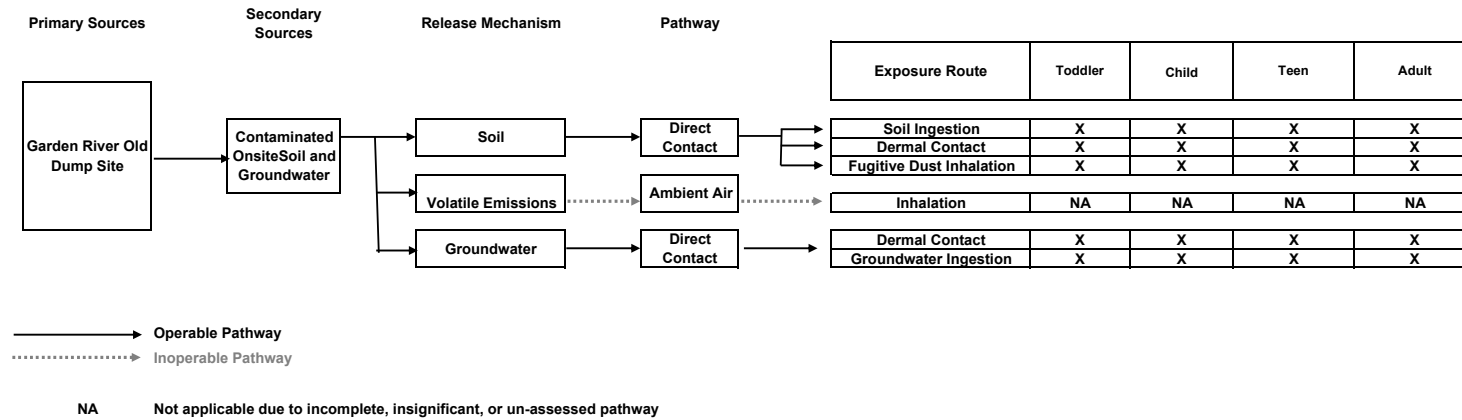 Primary Sources
Secondary
Sources
Release Mechanism
Pathway
Exposure Route Toddler Child Teen Adult
Garden River Old
Dump Site
Contaminated
OnsiteSoil and
Groundwater
Soil
Direct
Contact
Soil Ingestion X X X X
Dermal Contact X X X X
Fugitive Dust Inhalation X X X X
Volatile Emissions
Ambient Air
Inhalation NA NA NA NA
Groundwater
Direct
Contact
Dermal Contact X X X X
Groundwater Ingestion X X X X
Operable Pathway
Inoperable Pathway
NA Not applicable due to incomplete, insignificant, or un-assessed pathway